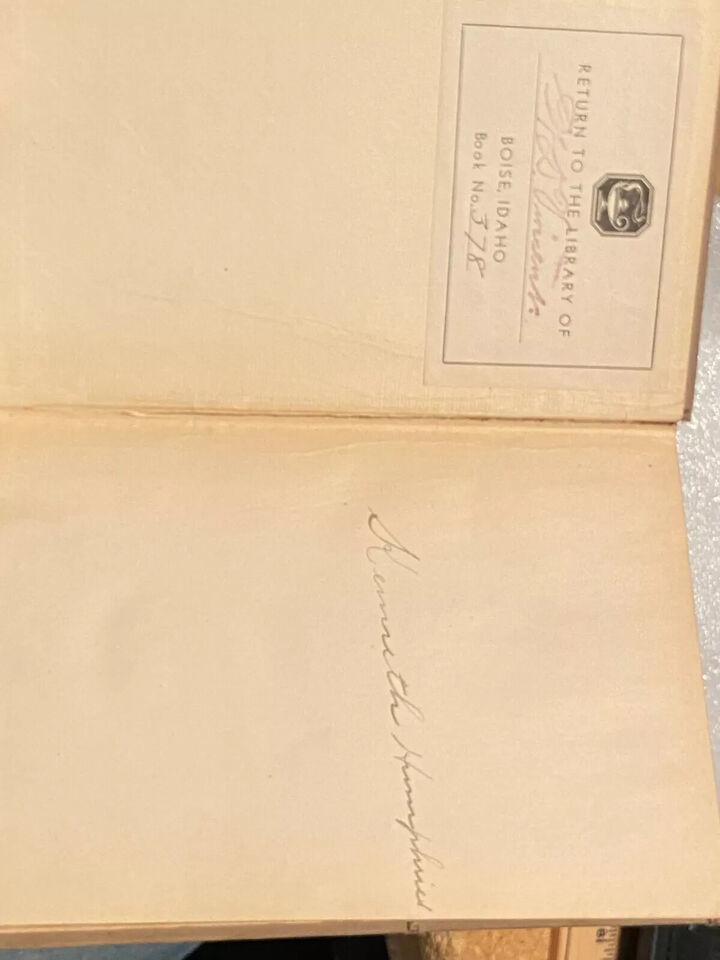 RETURN TO THE LIBRARY OF
BOISE, IDAHO
Book No. 378
Kenneth Humphries